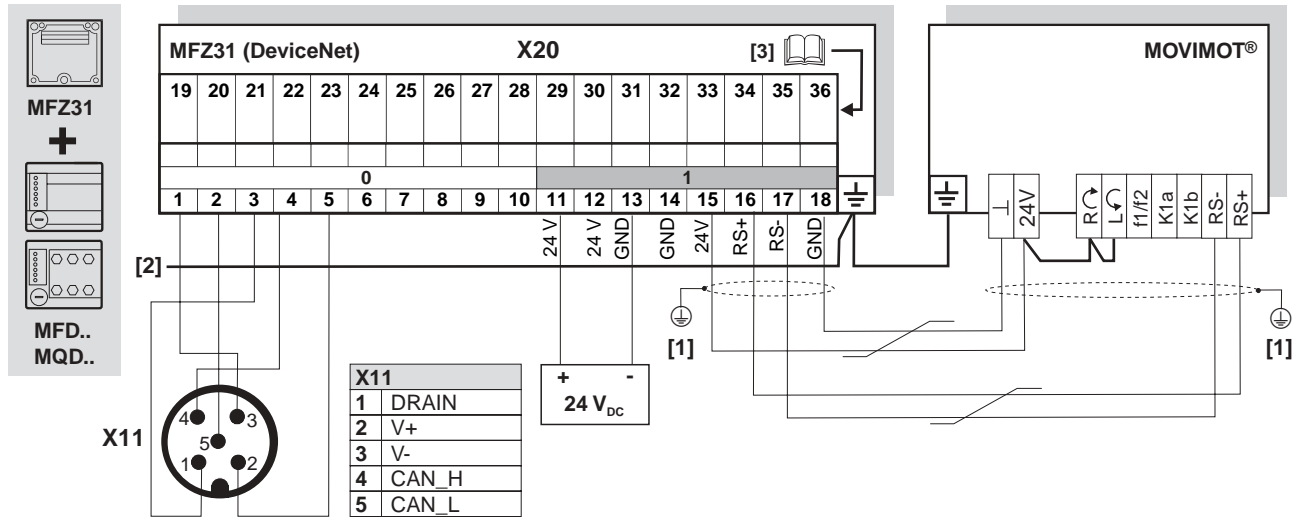 MFZ31 (DeviceNet) X20 [3]
MOVIMOT®
19 20 21 22 23 24 25 26 27 28 29 30 31 32 33 34 35 36
0 1
1 2 3 4 5 6 7 8 9 10 11 12 13 14 15 16 17 18
24 V 24 V GND GND 24V RS+ RS- GND
⊥ 24V R L f1/f2 K1a K1b RS- RS+
MFZ31
+
MFD..
MQD..
[2]
[1]
[1]
+ -
24 VDC
X11
4 3
5
1 2
X11
1 DRAIN
2 V+
3 V-
4 CAN_H
5 CAN_L